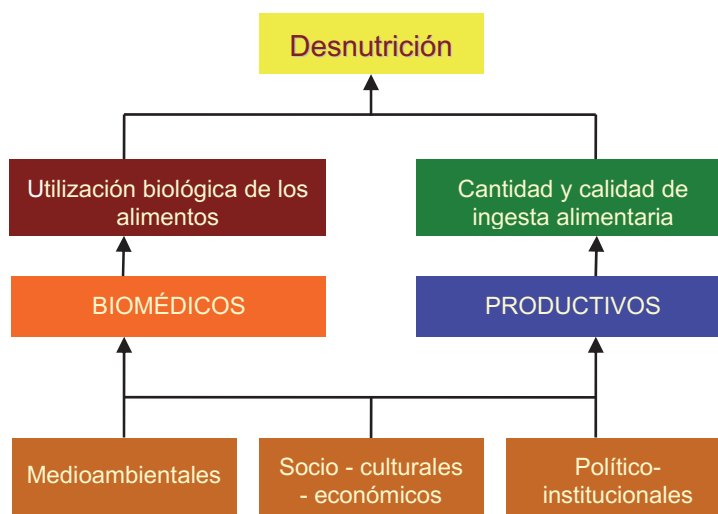 Desnutrición
Utilización biológica de los
alimentos
Cantidad y calidad de
ingesta alimentaria
BIOMÉDICOS
PRODUCTIVOS
Medioambientales
Socio - culturales
- económicos
Político-
institucionales